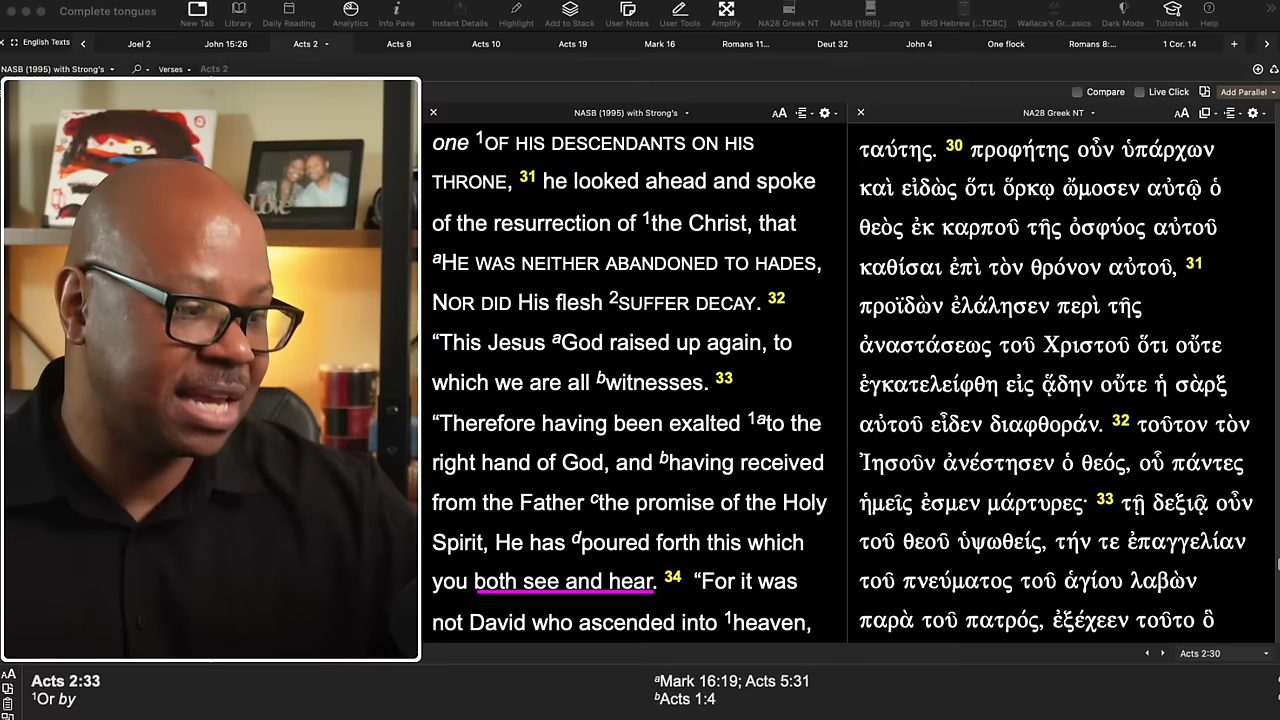 Complete tongues
New Tab
Library
Daily Reading
Analytics
Info Pane
Instant Details
Highlight
Add to Stack
User Notes
User Tools
Amplify
NA28 Greek NT
NASB (1995) ...ong's
BHS Hebrew (...TCBC)
Wallace's Gr...asics
Dark Mode
Tutorials
Help
English Texts
Joel 2
John 15:26
Acts 2
Acts 8
Acts 10
Acts 19
Mark 16
Romans 11...
Deut 32
John 4
One flock
Romans 8:...
1 Cor. 14
NASB (1995) with Strong's
Verses
Acts 2
Compare
Live Click
Add Parallel
NASB (1995) with Strong's
AA
one 1OF HIS DESCENDANTS ON HIS
THRONE, 31 he looked ahead and spoke
of the resurrection of 1the Christ, that
aHE WAS NEITHER ABANDONED TO HADES,
NOR DID His flesh 2SUFFER DECAY. 32
“This Jesus aGod raised up again, to
which we are all bwitnesses. 33
“Therefore having been exalted 1ato the
right hand of God, and bhaving received
from the Father cthe promise of the Holy
Spirit, He has dpoured forth this which
you both see and hear. 34 “For it was
not David who ascended into 1heaven,
NA28 Greek NT
AA
ταύτης. 30 προφήτης οὖν ὑπάρχων
καὶ εἰδὼς ὅτι ὅρκῳ ὤμοσεν αὐτῷ ὁ
θεὸς ἐκ καρποῦ τῆς ὀσφύος αὐτοῦ
καθίσαι ἐπὶ τὸν θρόνον αὐτοῦ, 31
προϊδὼν ἐλάλησεν περὶ τῆς
ἀναστάσεως τοῦ Χριστοῦ ὅτι οὔτε
ἐγκατελείφθη εἰς ᾅδην οὔτε ἡ σὰρξ
αὐτοῦ εἶδεν διαφθοράν. 32 τοῦτον τὸν
Ἰησοῦν ἀνέστησεν ὁ θεός, οὗ πάντες
ἡμεῖς ἐσμεν μάρτυρες· 33 τῇ δεξιᾷ οὖν
τοῦ θεοῦ ὑψωθείς, τήν τε ἐπαγγελίαν
τοῦ πνεύματος τοῦ ἁγίου λαβὼν
παρὰ τοῦ πατρός, ἐξέχεεν τοῦτο ὃ
Acts 2:30
Love
AA
Acts 2:33
1Or by
aMark 16:19; Acts 5:31
bActs 1:4